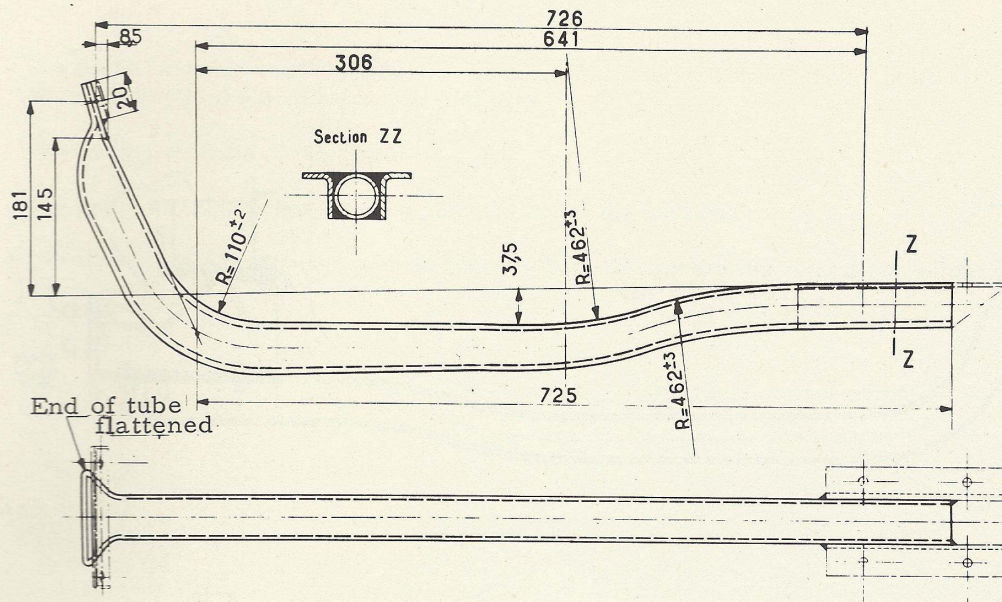 726
85
641
306
20
Section ZZ
181
145
R=110±2
37,5
R=462±3
Z
Z
R=462±3
725
End of tube
flattened